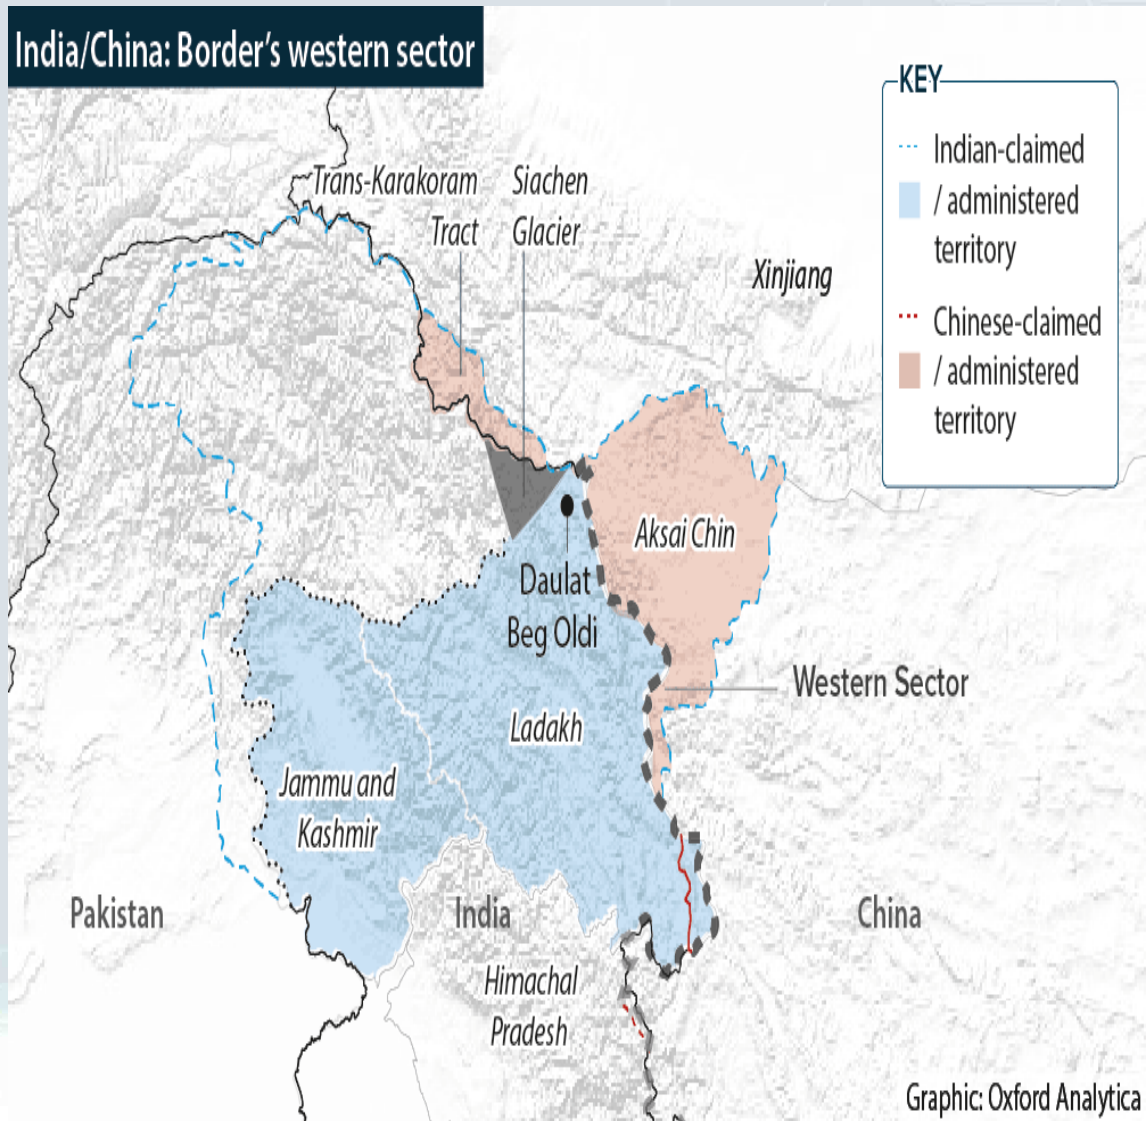 India/China: Border's western sector
KEY
Indian-claimed
/ administered
territory
Chinese-claimed
/ administered
territory
Trans-Karakoram
Tract
Siachen
Glacier
Xinjiang
Aksai Chin
Daulat
Beg Oldi
Western Sector
Ladakh
Jammu and
Kashmir
Pakistan
India
China
Himachal
Pradesh
Graphic: Oxford Analytica